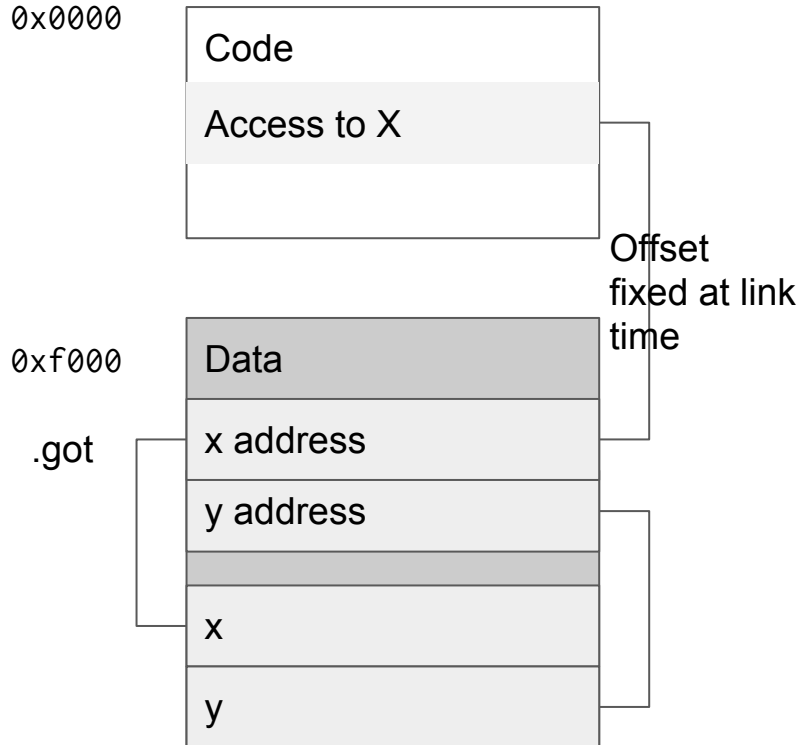 0x0000
Code
Access to X
Offset
fixed at link
time
0xf000
Data
.got
x address
y address
x
y